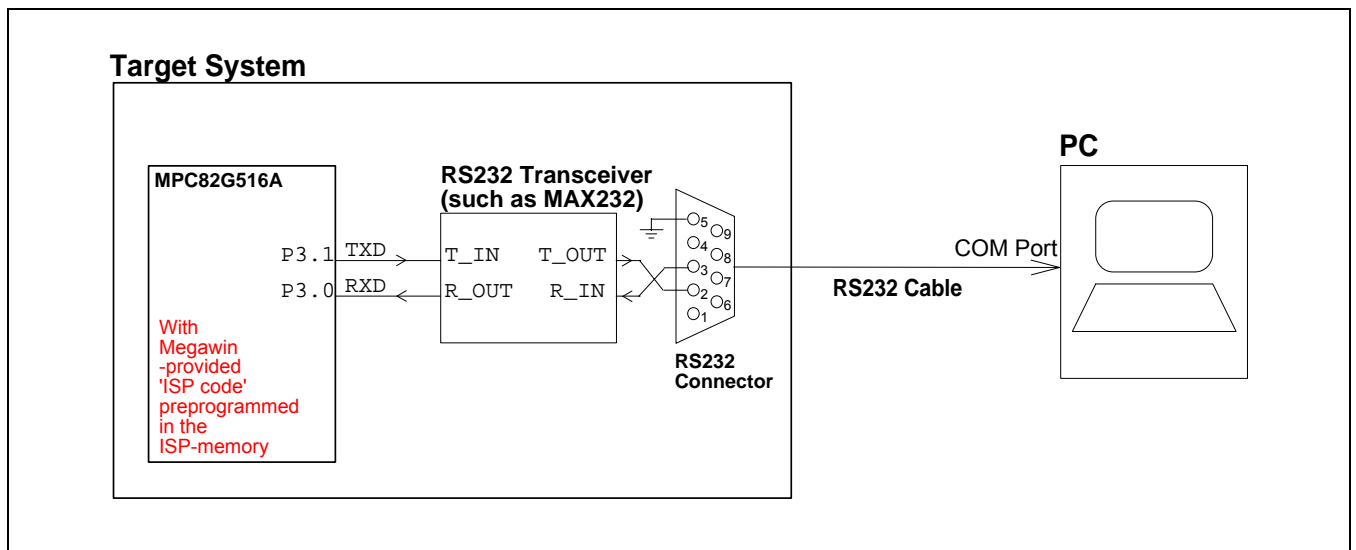 Target System
MPC82G516A
P3.1
TXD
P3.0
RXD
With
Megawin
-provided
'ISP code'
preprogrammed
in the
ISP-memory
RS232 Transceiver
(such as MAX232)
T_IN
T_OUT
R_OUT
R_IN
5
9
4
8
3
7
2
6
1
RS232
Connector
RS232 Cable
PC
COM Port